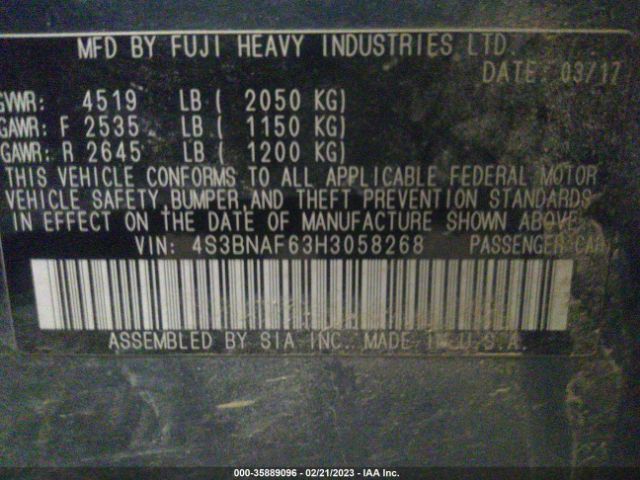 MFD BY FUJI HEAVY INDUSTRIES LTD.
DATE: 03/17
GVWR: 4519 LB ( 2050 KG)
GAWR: F 2535 LB ( 1150 KG)
GAWR: R 2645 LB ( 1200 KG)
THIS VEHICLE CONFORMS TO ALL APPLICABLE FEDERAL MOTOR
VEHICLE SAFETY, BUMPER, AND THEFT PREVENTION STANDARDS
IN EFFECT ON THE DATE OF MANUFACTURE SHOWN ABOVE.
VIN: 4S3BNAF63H3058268 PASSENGER CAR
ASSEMBLED BY SIA INC. MADE IN U.S.A.
000-35889096 - 02/21/2023 - IAA Inc.